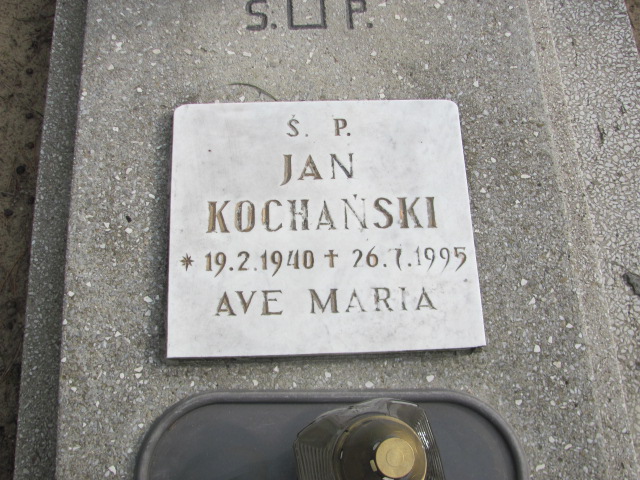 S. P.
Ś. P.
JAN
KOCHAŃSKI
* 19.2.1940 ✝ 26.7.1995
AVE MARIA